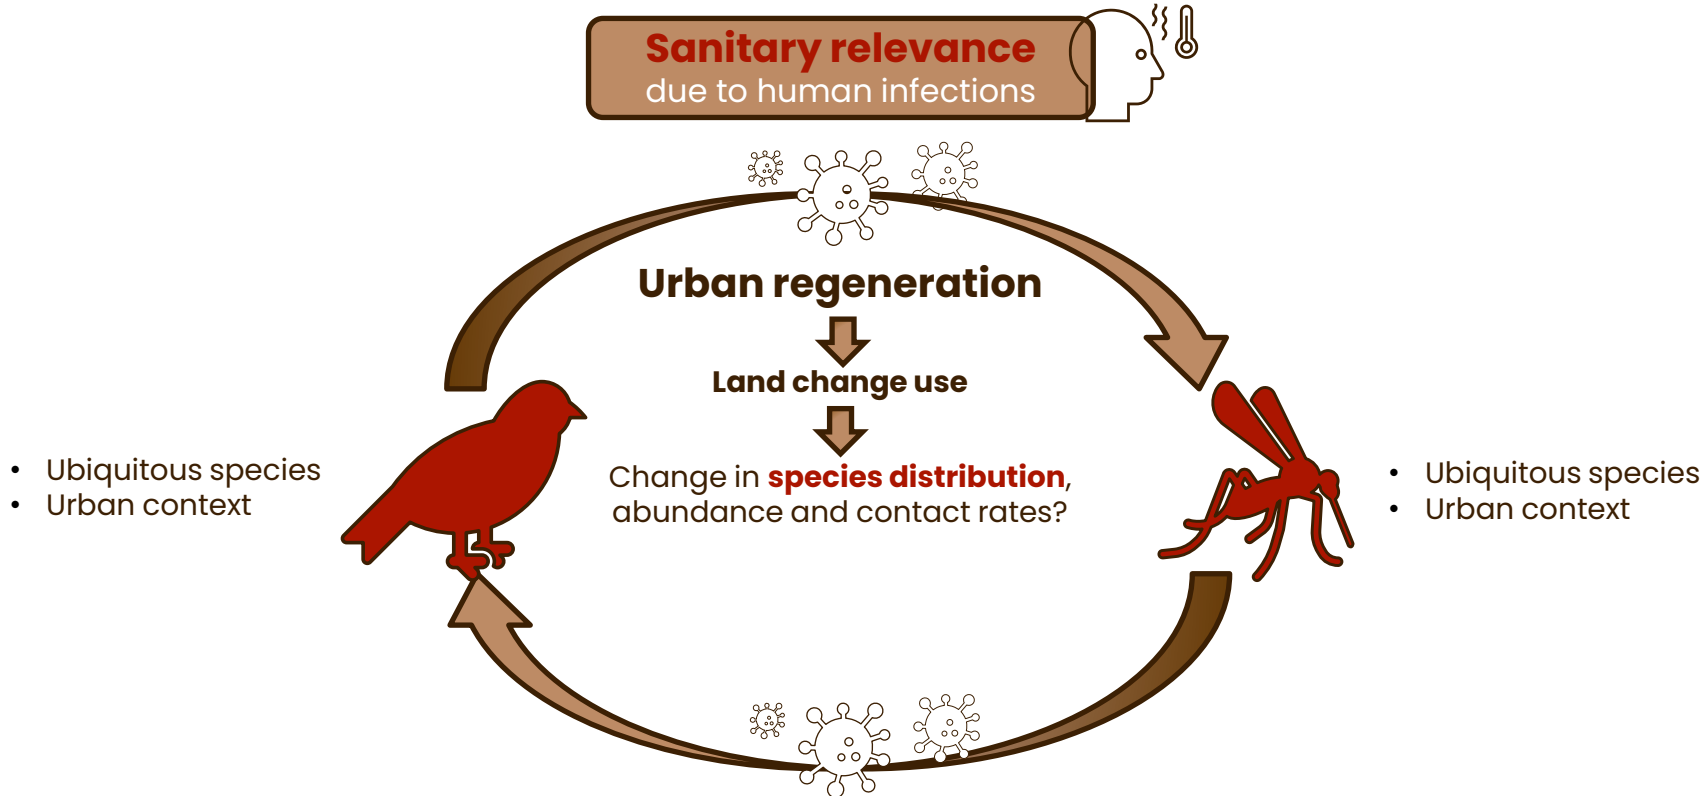 Sanitary relevance
due to human infections
Urban regeneration
Land change use
Change in species distribution,
abundance and contact rates?
• Ubiquitous species
• Urban context
• Ubiquitous species
• Urban context